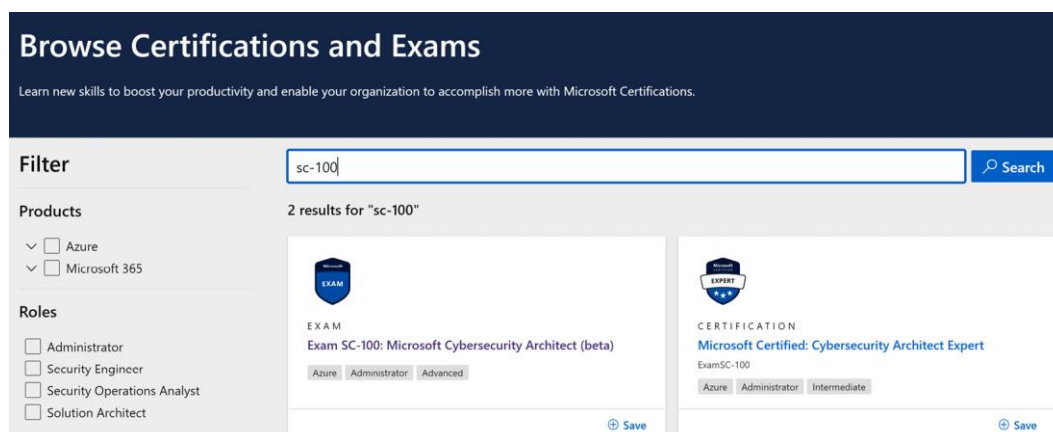 Browse Certifications and Exams
Learn new skills to boost your productivity and enable your organization to accomplish more with Microsoft Certifications.
Filter
sc-100
Search
Products
2 results for "sc-100"
Azure
Microsoft 365
Roles
Administrator
Security Engineer
Security Operations Analyst
Solution Architect
Microsoft
EXAM
EXAM
Exam SC-100: Microsoft Cybersecurity Architect (beta)
Azure Administrator Advanced
Save
Microsoft
CERTIFIED
EXPERT
CERTIFICATION
Microsoft Certified: Cybersecurity Architect Expert
ExamSC-100
Azure Administrator Intermediate
Save